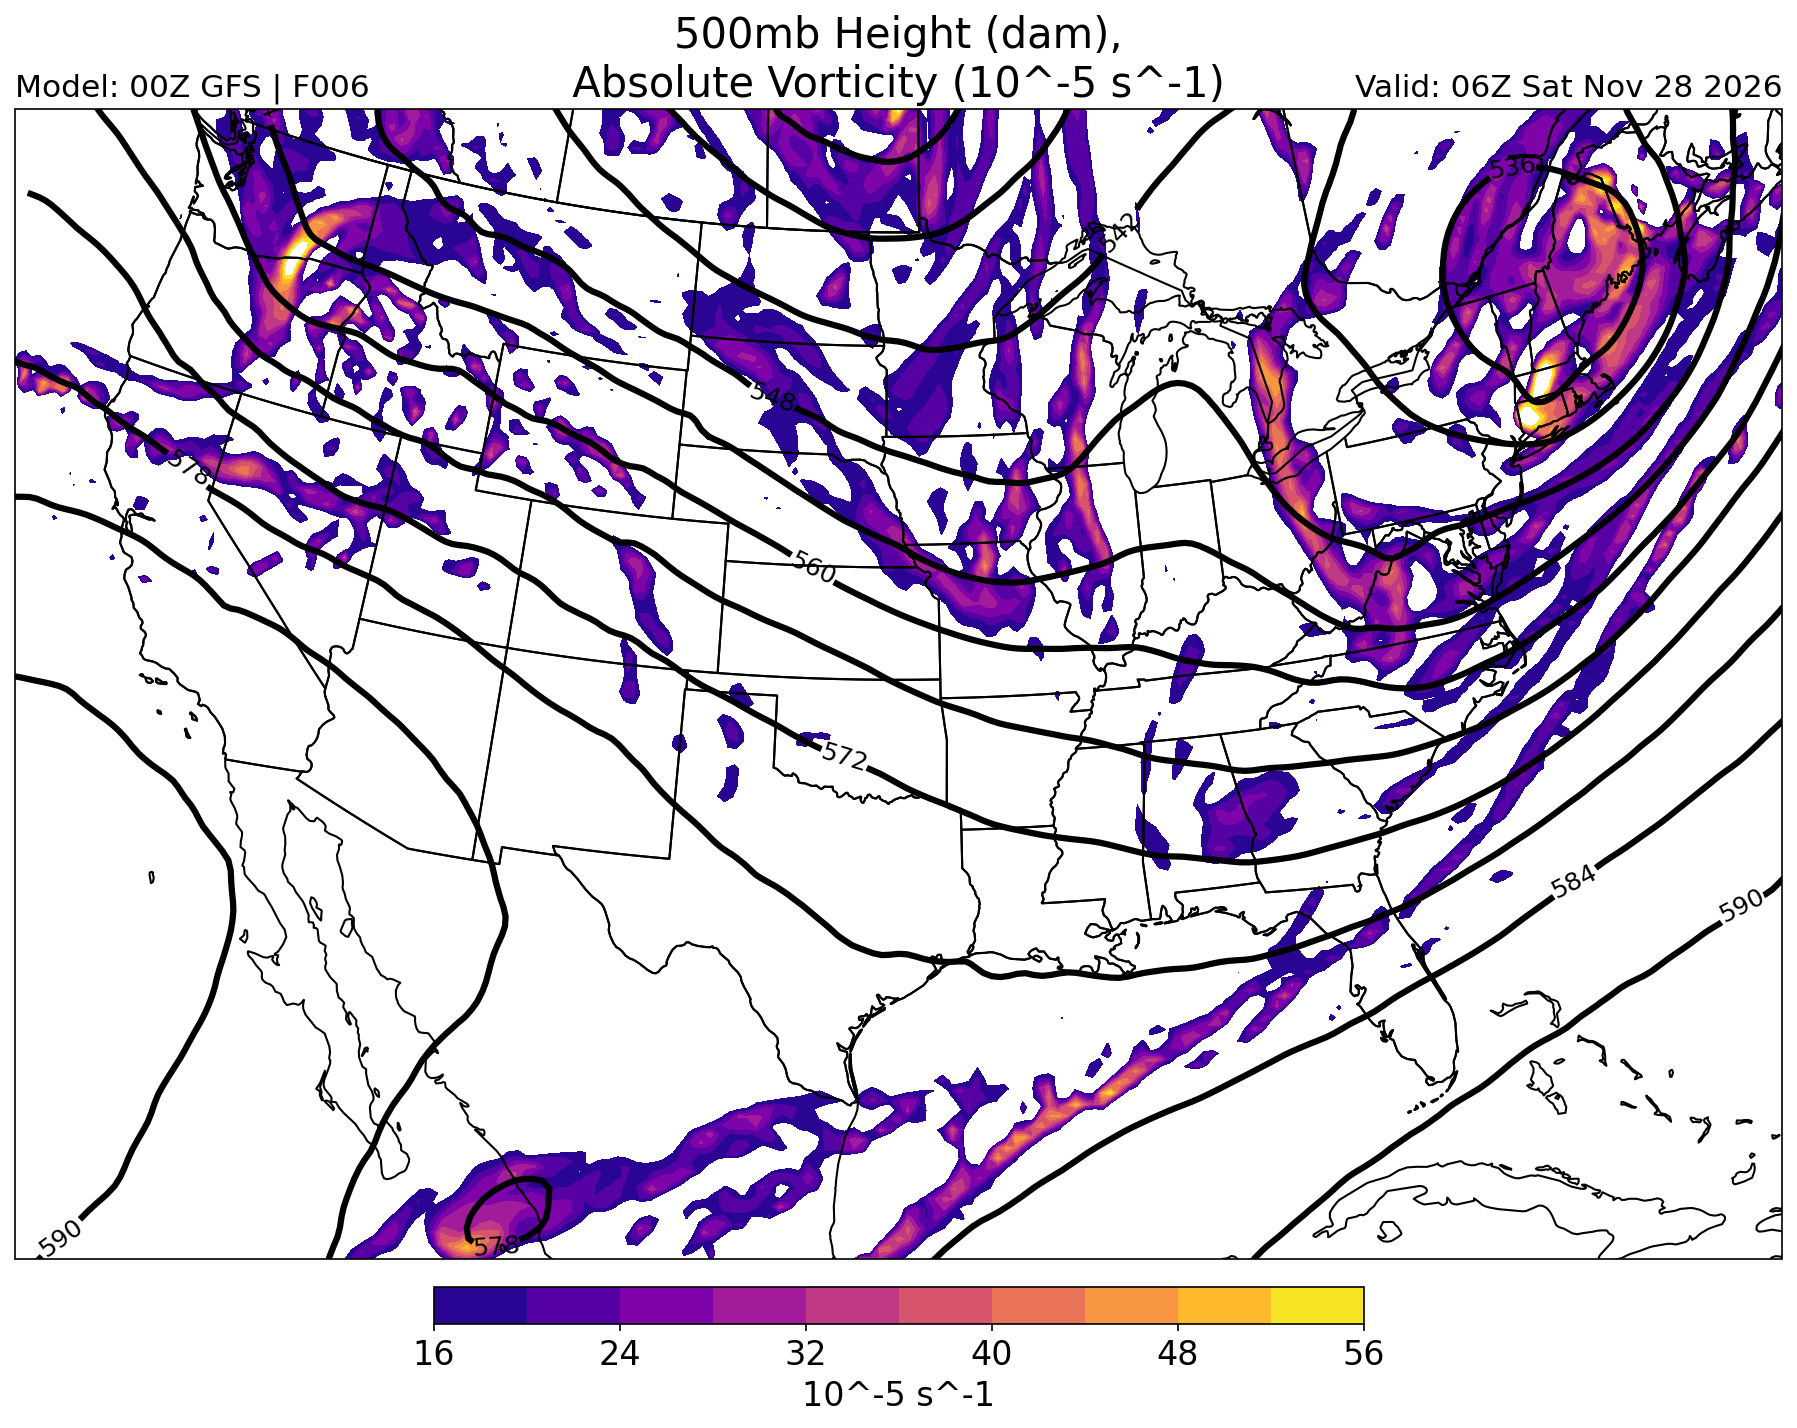 500mb Height (dam),
Model: 00Z GFS | F006
Absolute Vorticity (10^-5 s^-1)
Valid: 06Z Sat Nov 28 2026
536
542
548
578
560
572
584
590
590
578
16 24 32 40 48 56
10^-5 s^-1